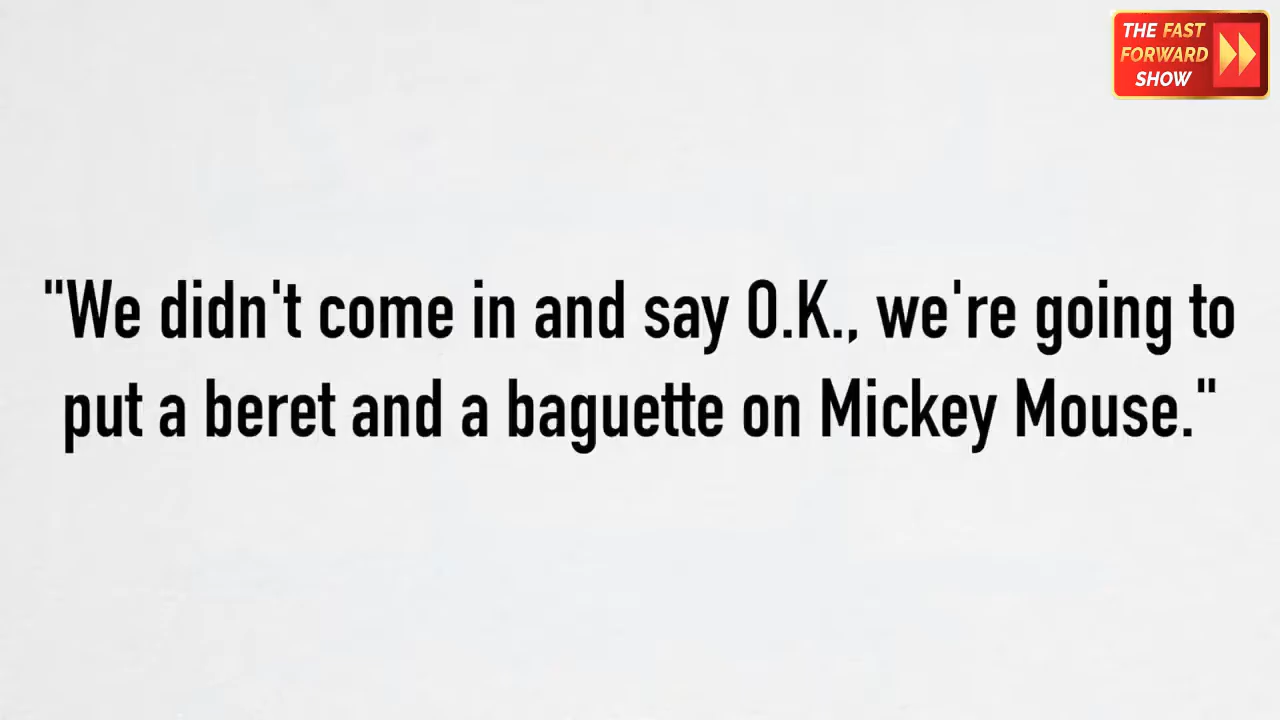 THE FAST
FORWARD
SHOW
"We didn't come in and say O.K., we're going to
put a beret and a baguette on Mickey Mouse."